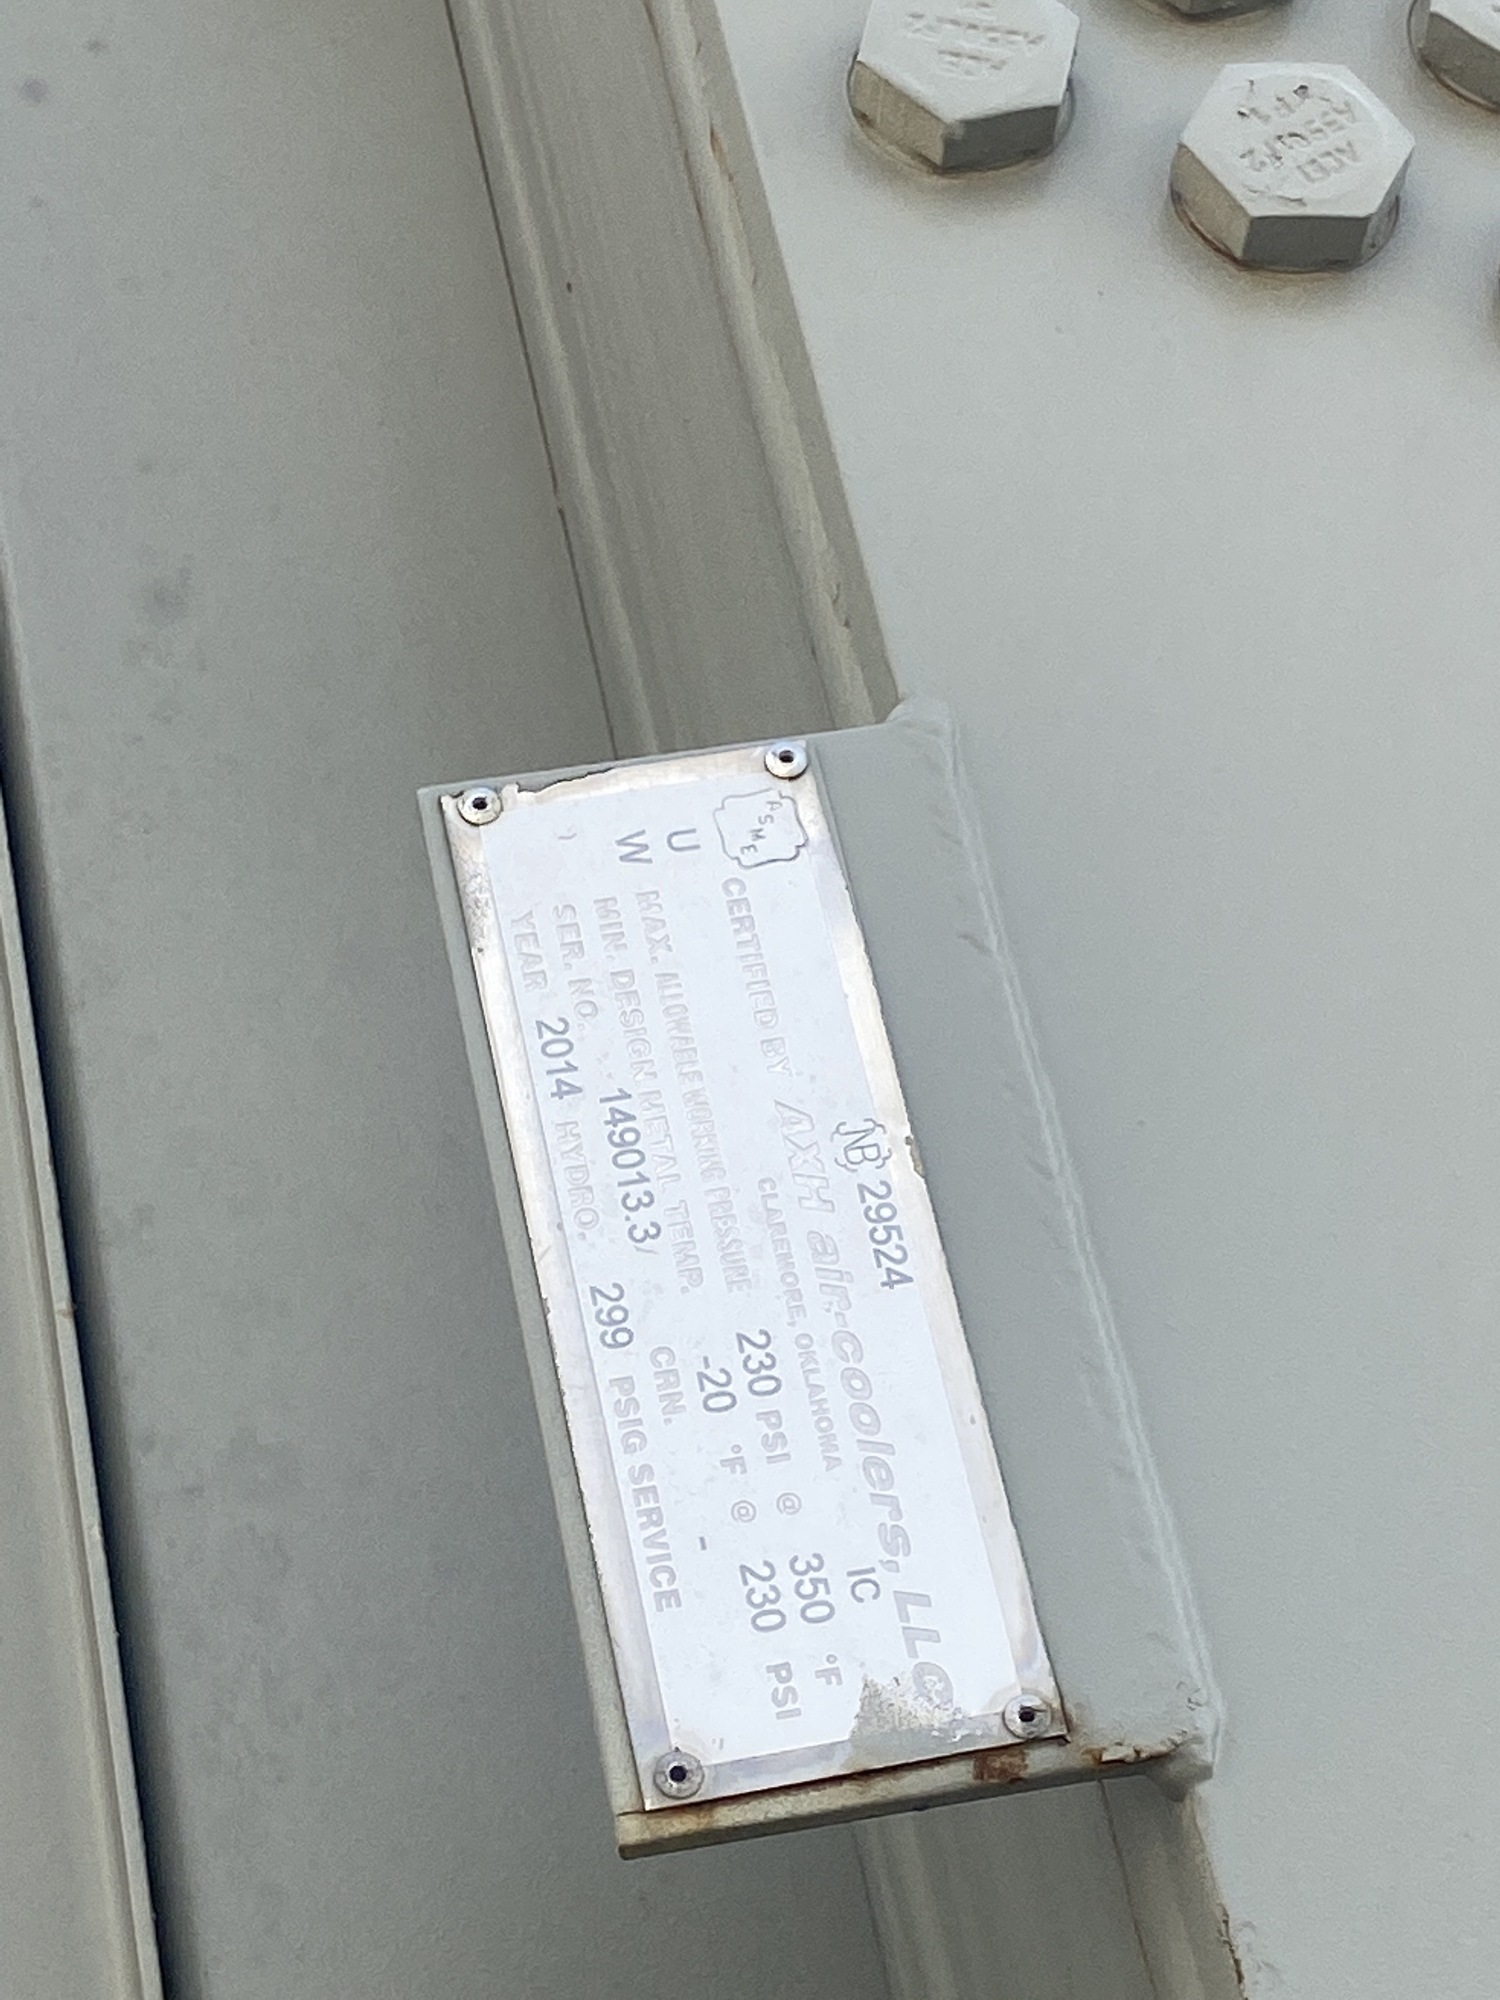 NB 29524 IC
ASME
CERTIFIED BY AXH air-coolers, LLC
CLAREMORE, OKLAHOMA
U
MAX. ALLOWABLE WORKING PRESSURE 230 PSI @ 350 °F
W
MIN. DESIGN METAL TEMP. -20 °F @ 230 PSI
SER. NO. 149013.3 CRN. -
YEAR 2014 HYDRO. 299 PSIG SERVICE